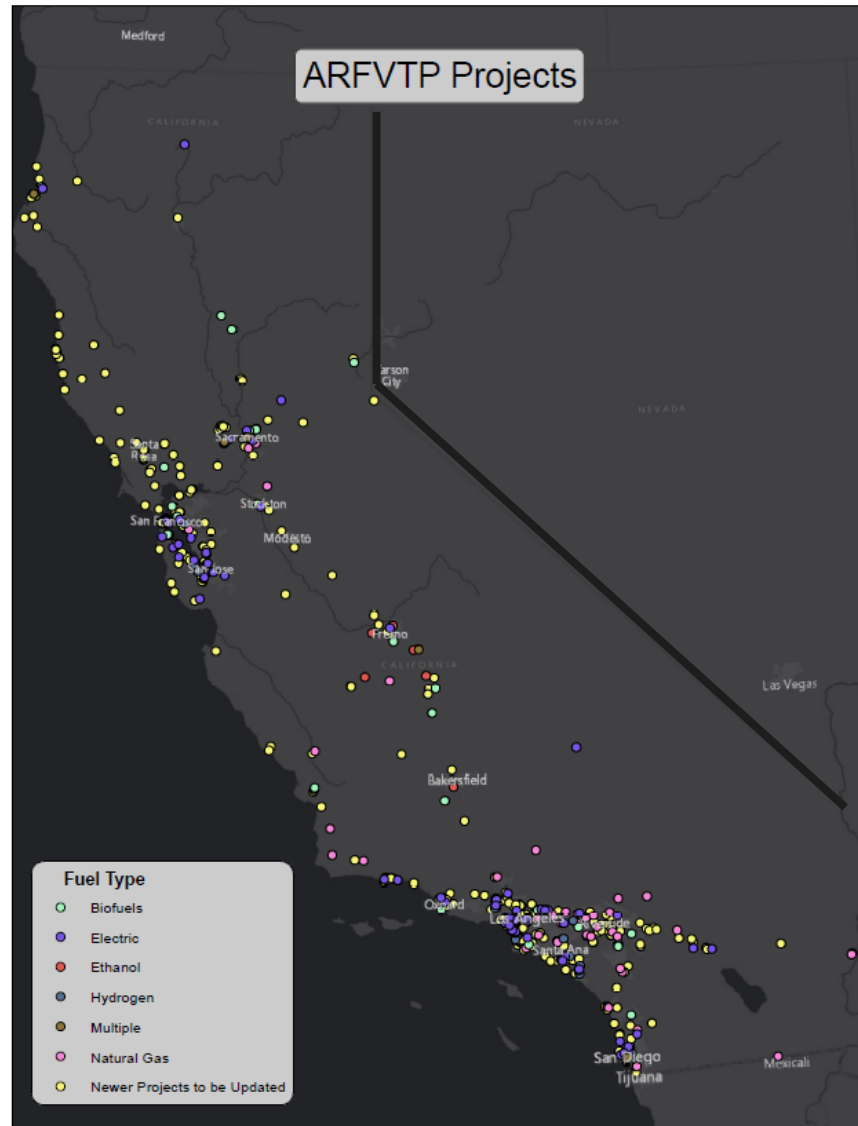 Medford
ARFVTP Projects
CALIFORNIA
NEVADA
arson
City
NEVADA
Santa
Rosa
Sacramento
San Francisco
Stockton
Modesto
San Jose
Fresno
CALIFORNIA
Las Vegas
Bakersfield
Oxnard
Los Angeles
Riverside
Santa Ana
San Diego
Tijuana
Mexicali
Fuel Type
Biofuels
Electric
Ethanol
Hydrogen
Multiple
Natural Gas
Newer Projects to be Updated